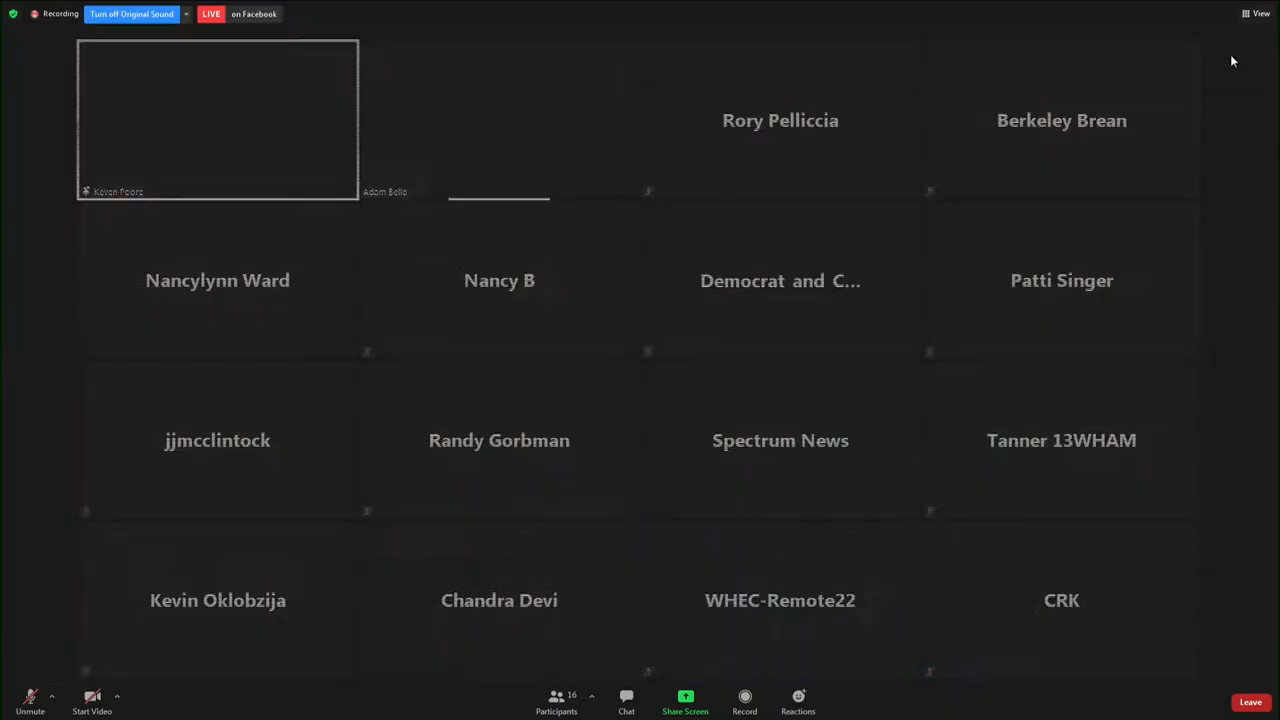 Recording
Turn off Original Sound
LIVE on Facebook
View
Adam Bello
Rory Pelliccia
Berkeley Brean
Nancylynn Ward
Nancy B
Democrat and C...
Patti Singer
jjmcclintock
Randy Gorbman
Spectrum News
Tanner 13WHAM
Kevin Oklobzija
Chandra Devi
WHEC-Remote22
CRK
Unmute
Start Video
16
Participants
Chat
Share Screen
Record
Reactions
Leave